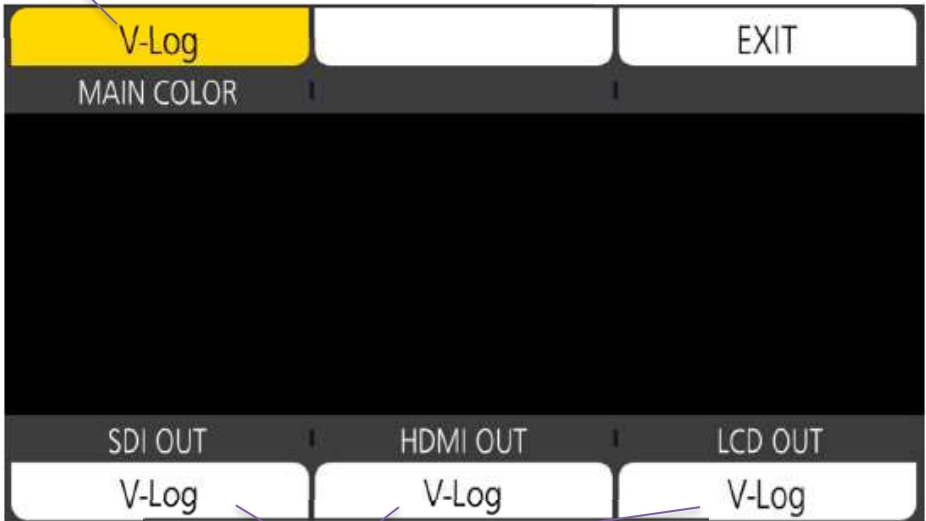 V-Log EXIT
MAIN COLOR
SDI OUT HDMI OUT LCD OUT
V-Log V-Log V-Log